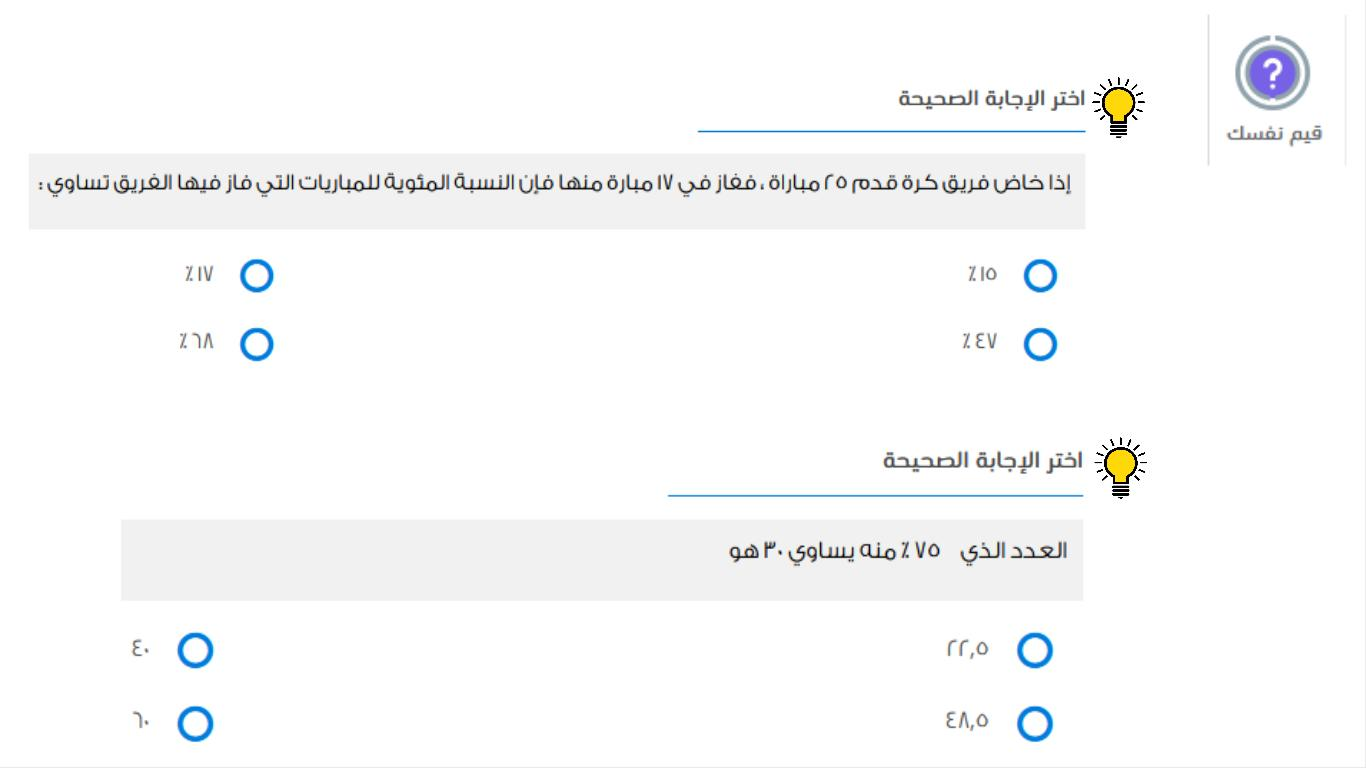 ?
قيم نفسك
اختر الإجابة الصحيحة
إذا خاض فريق كرة قدم ٢٥ مباراة ، ففاز في ١٧ مبارة منها فإن النسبة المئوية للمباريات التي فاز فيها الفريق تساوي :
١٥٪ ١٧٪
٤٧٪ ٦٨٪
اختر الإجابة الصحيحة
العدد الذي ٧٥٪ منه يساوي ٣٠ هو
٢٢,٥ ٤٠
٤٨,٥ ٦٠